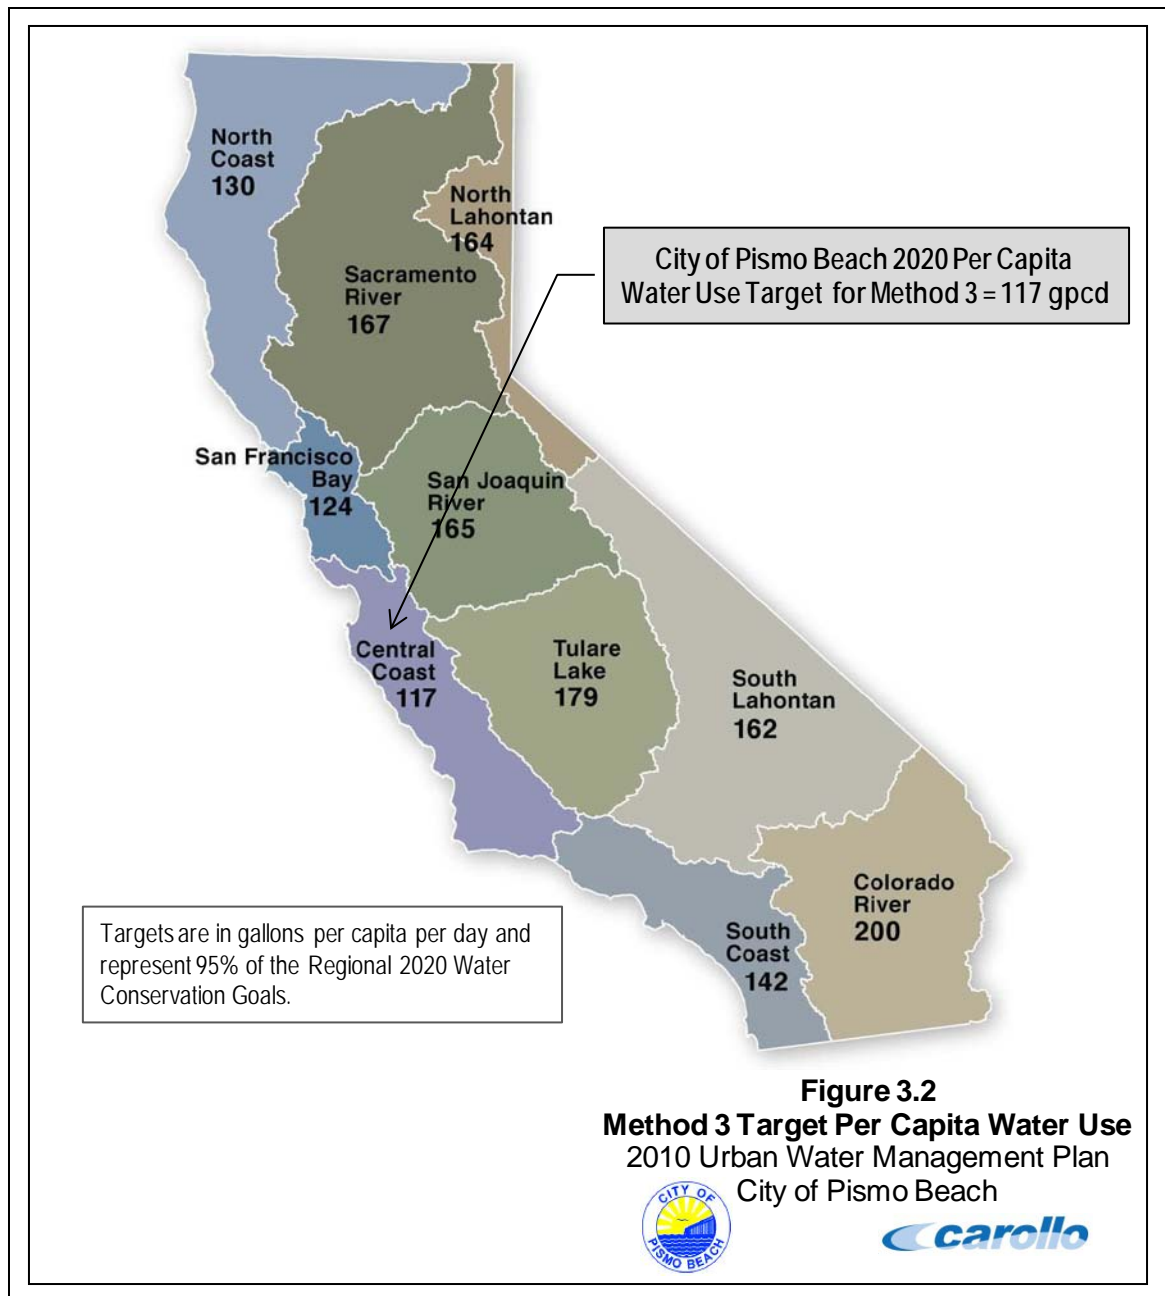 North
Coast
130
North
Lahontan
164
City of Pismo Beach 2020 Per Capita
Water Use Target for Method 3 = 117 gpcd
Sacramento
River
167
San Francisco
Bay
124
San Joaquin
River
165
Central
Coast
117
Tulare
Lake
179
South
Lahontan
162
Colorado
River
200
South
Coast
142
Targets are in gallons per capita per day and
represent 95% of the Regional 2020 Water
Conservation Goals.
Figure 3.2
Method 3 Target Per Capita Water Use
2010 Urban Water Management Plan
City of Pismo Beach
CITY OF
PISMO BEACH
carollo